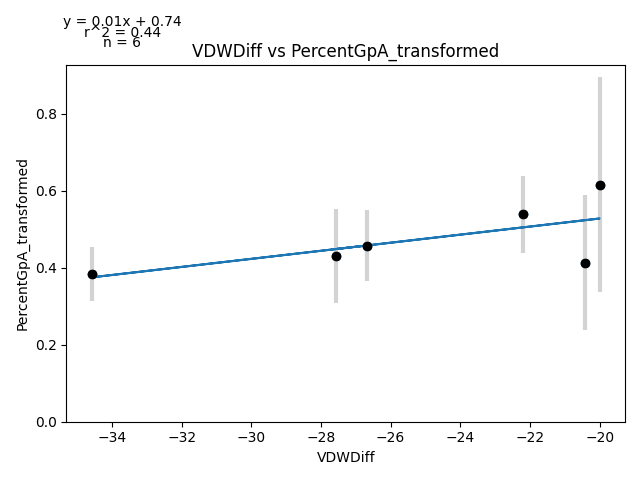 y = 0.01x + 0.74
r^2 = 0.44
n = 6
VDWDiff vs PercentGpA_transformed
PercentGpA_transformed
0.8
0.6
0.4
0.2
0.0
−34
−32
−30
−28
−26
−24
−22
−20
VDWDiff